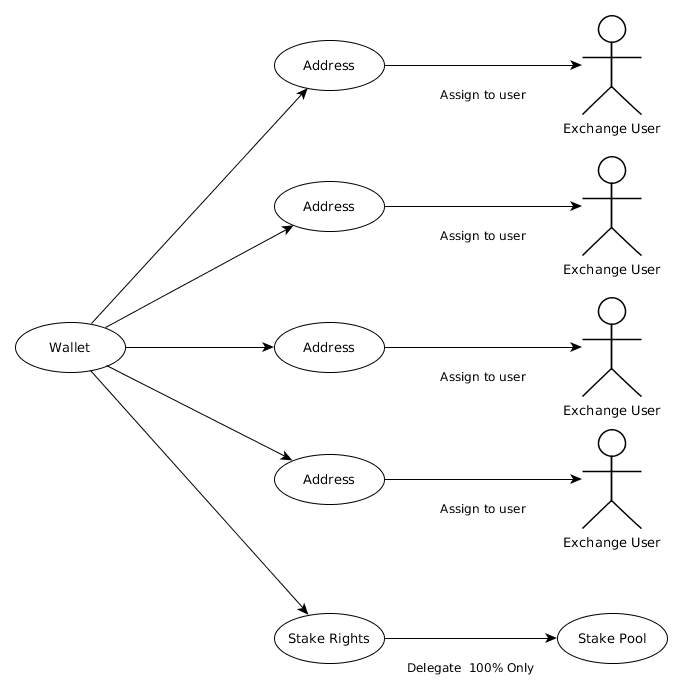 Address
Assign to user
Exchange User
Address
Assign to user
Exchange User
Wallet
Address
Assign to user
Exchange User
Address
Assign to user
Exchange User
Stake Rights
Stake Pool
Delegate  100% Only